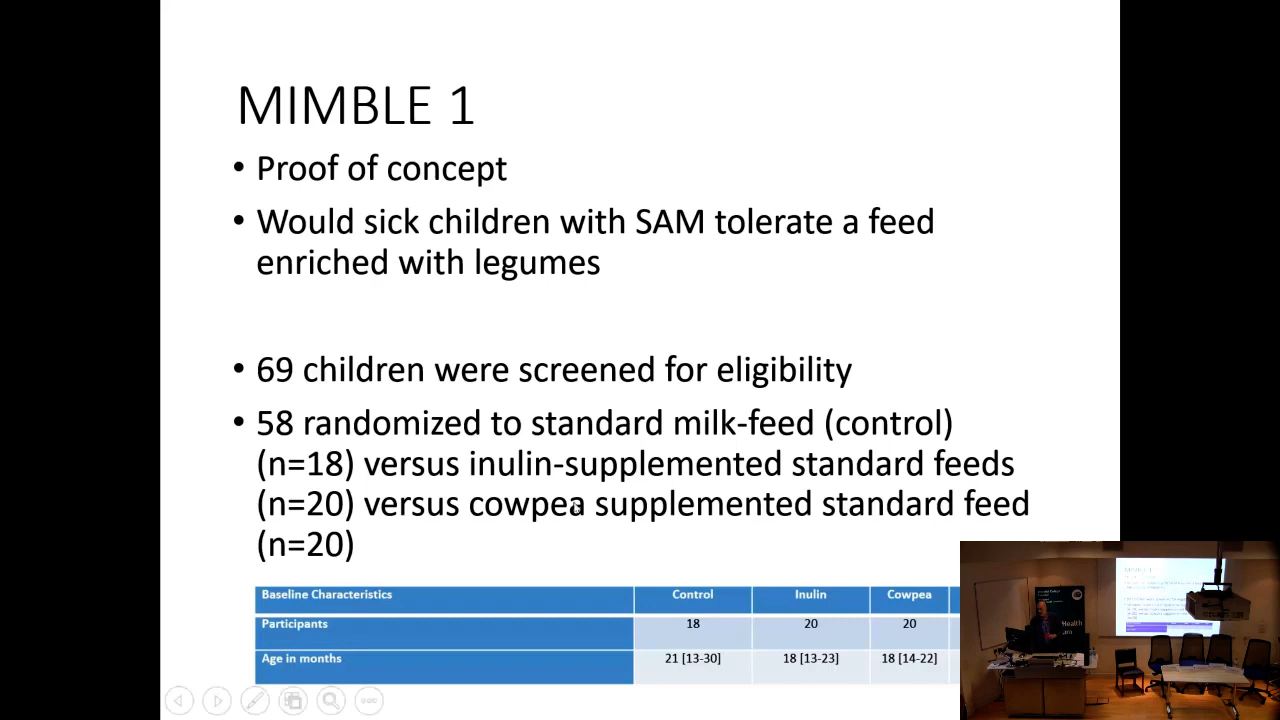 MIMBLE 1
• Proof of concept
• Would sick children with SAM tolerate a feed
enriched with legumes
• 69 children were screened for eligibility
• 58 randomized to standard milk-feed (control)
(n=18) versus inulin-supplemented standard feeds
(n=20) versus cowpea supplemented standard feed
(n=20)
Baseline Characteristics Control Inulin Cowpea
Participants 18 20 20
Age in months 21 [13-30] 18 [13-23] 18 [14-22]
MIMBLE 1
Health